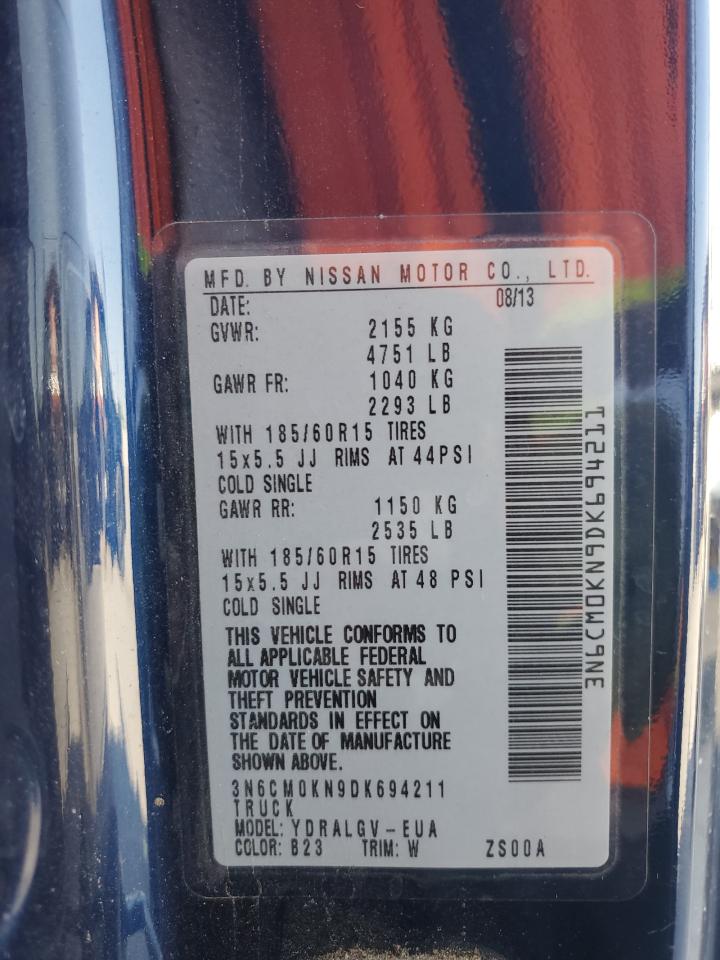 MFD. BY NISSAN MOTOR CO., LTD.
DATE: 08/13
GVWR: 2155 KG
4751 LB
GAWR FR: 1040 KG
2293 LB
WITH 185/60R15 TIRES
15x5.5 JJ RIMS AT 44PSI
COLD SINGLE
GAWR RR: 1150 KG
2535 LB
WITH 185/60R15 TIRES
15x5.5 JJ RIMS AT 48 PSI
COLD SINGLE
THIS VEHICLE CONFORMS TO
ALL APPLICABLE FEDERAL
MOTOR VEHICLE SAFETY AND
THEFT PREVENTION
STANDARDS IN EFFECT ON
THE DATE OF MANUFACTURE
SHOWN ABOVE.
3N6CM0KN9DK694211
TRUCK
MODEL: YDRALGV-EUA
COLOR: B23 TRIM: W ZS00A
3N6CM0KN9DK694211